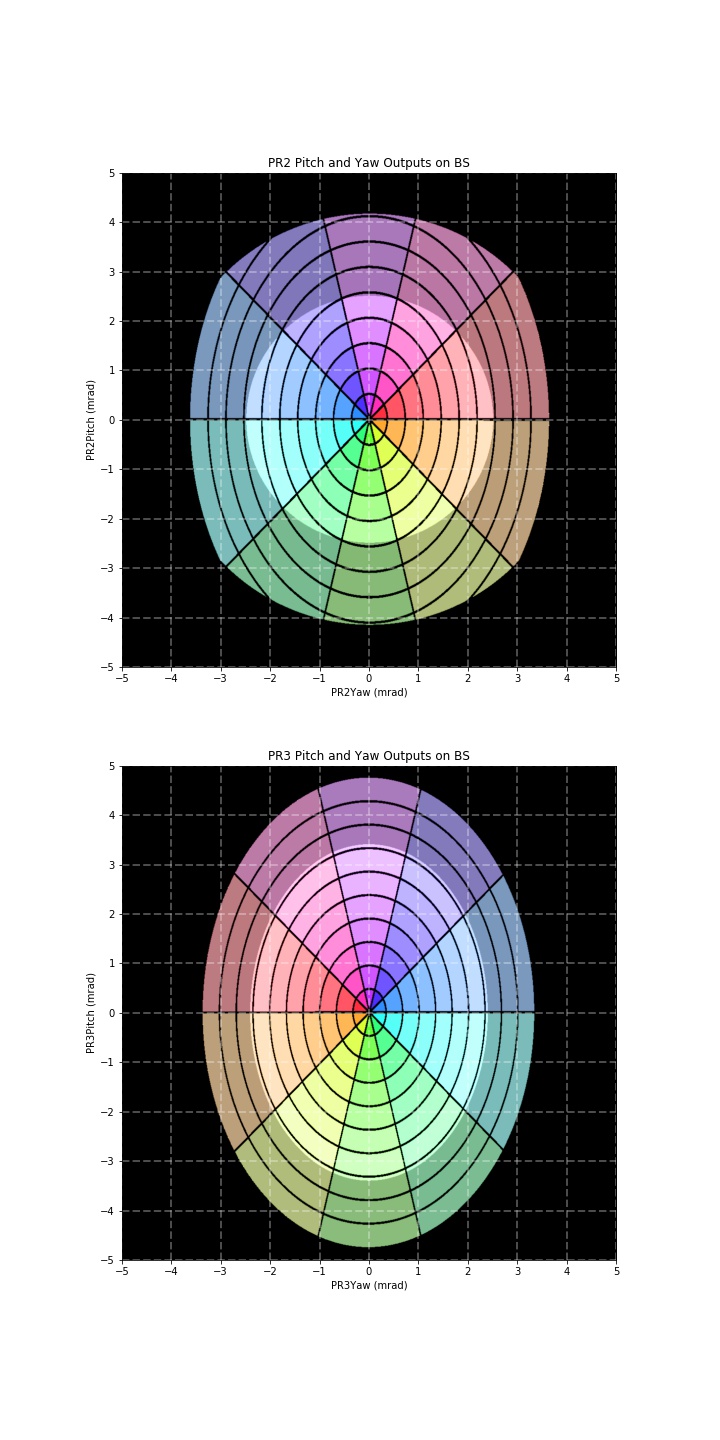 PR2 Pitch and Yaw Outputs on BS
5
4
3
2
1
0
−1
−2
−3
−4
−5
PR2Pitch (mrad)
−5 −4 −3 −2 −1 0 1 2 3 4 5
PR2Yaw (mrad)
PR3 Pitch and Yaw Outputs on BS
5
4
3
2
1
0
−1
−2
−3
−4
−5
PR3Pitch (mrad)
−5 −4 −3 −2 −1 0 1 2 3 4 5
PR3Yaw (mrad)